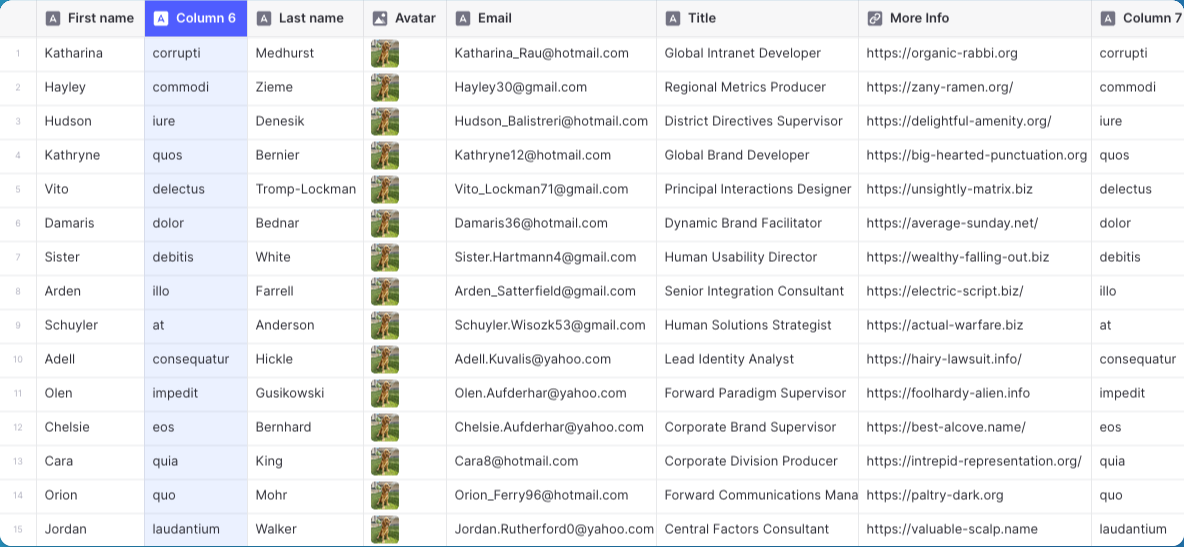 First name Column 6 Last name Avatar Email Title More Info Column 7
1 Katharina corrupti Medhurst Katharina_Rau@hotmail.com Global Intranet Developer https://organic-rabbi.org corrupti
2 Hayley commodi Zieme Hayley30@gmail.com Regional Metrics Producer https://zany-ramen.org/ commodi
3 Hudson iure Denesik Hudson_Balistreri@hotmail.com District Directives Supervisor https://delightful-amenity.org/ iure
4 Kathryne quos Bernier Kathryne12@hotmail.com Global Brand Developer https://big-hearted-punctuation.org quos
5 Vito delectus Tromp-Lockman Vito_Lockman71@gmail.com Principal Interactions Designer https://unsightly-matrix.biz delectus
6 Damaris dolor Bednar Damaris36@hotmail.com Dynamic Brand Facilitator https://average-sunday.net/ dolor
7 Sister debitis White Sister.Hartmann4@gmail.com Human Usability Director https://wealthy-falling-out.biz debitis
8 Arden illo Farrell Arden_Satterfield@gmail.com Senior Integration Consultant https://electric-script.biz/ illo
9 Schuyler at Anderson Schuyler.Wisozk53@gmail.com Human Solutions Strategist https://actual-warfare.biz at
10 Adell consequatur Hickle Adell.Kuvalis@yahoo.com Lead Identity Analyst https://hairy-lawsuit.info/ consequatur
11 Olen impedit Gusikowski Olen.Aufderhar@yahoo.com Forward Paradigm Supervisor https://foolhardy-alien.info impedit
12 Chelsie eos Bernhard Chelsie.Aufderhar@yahoo.com Corporate Brand Supervisor https://best-alcove.name/ eos
13 Cara quia King Cara8@hotmail.com Corporate Division Producer https://intrepid-representation.org/ quia
14 Orion quo Mohr Orion_Ferry96@hotmail.com Forward Communications Mana https://paltry-dark.org quo
15 Jordan laudantium Walker Jordan.Rutherford0@yahoo.com Central Factors Consultant https://valuable-scalp.name laudantium